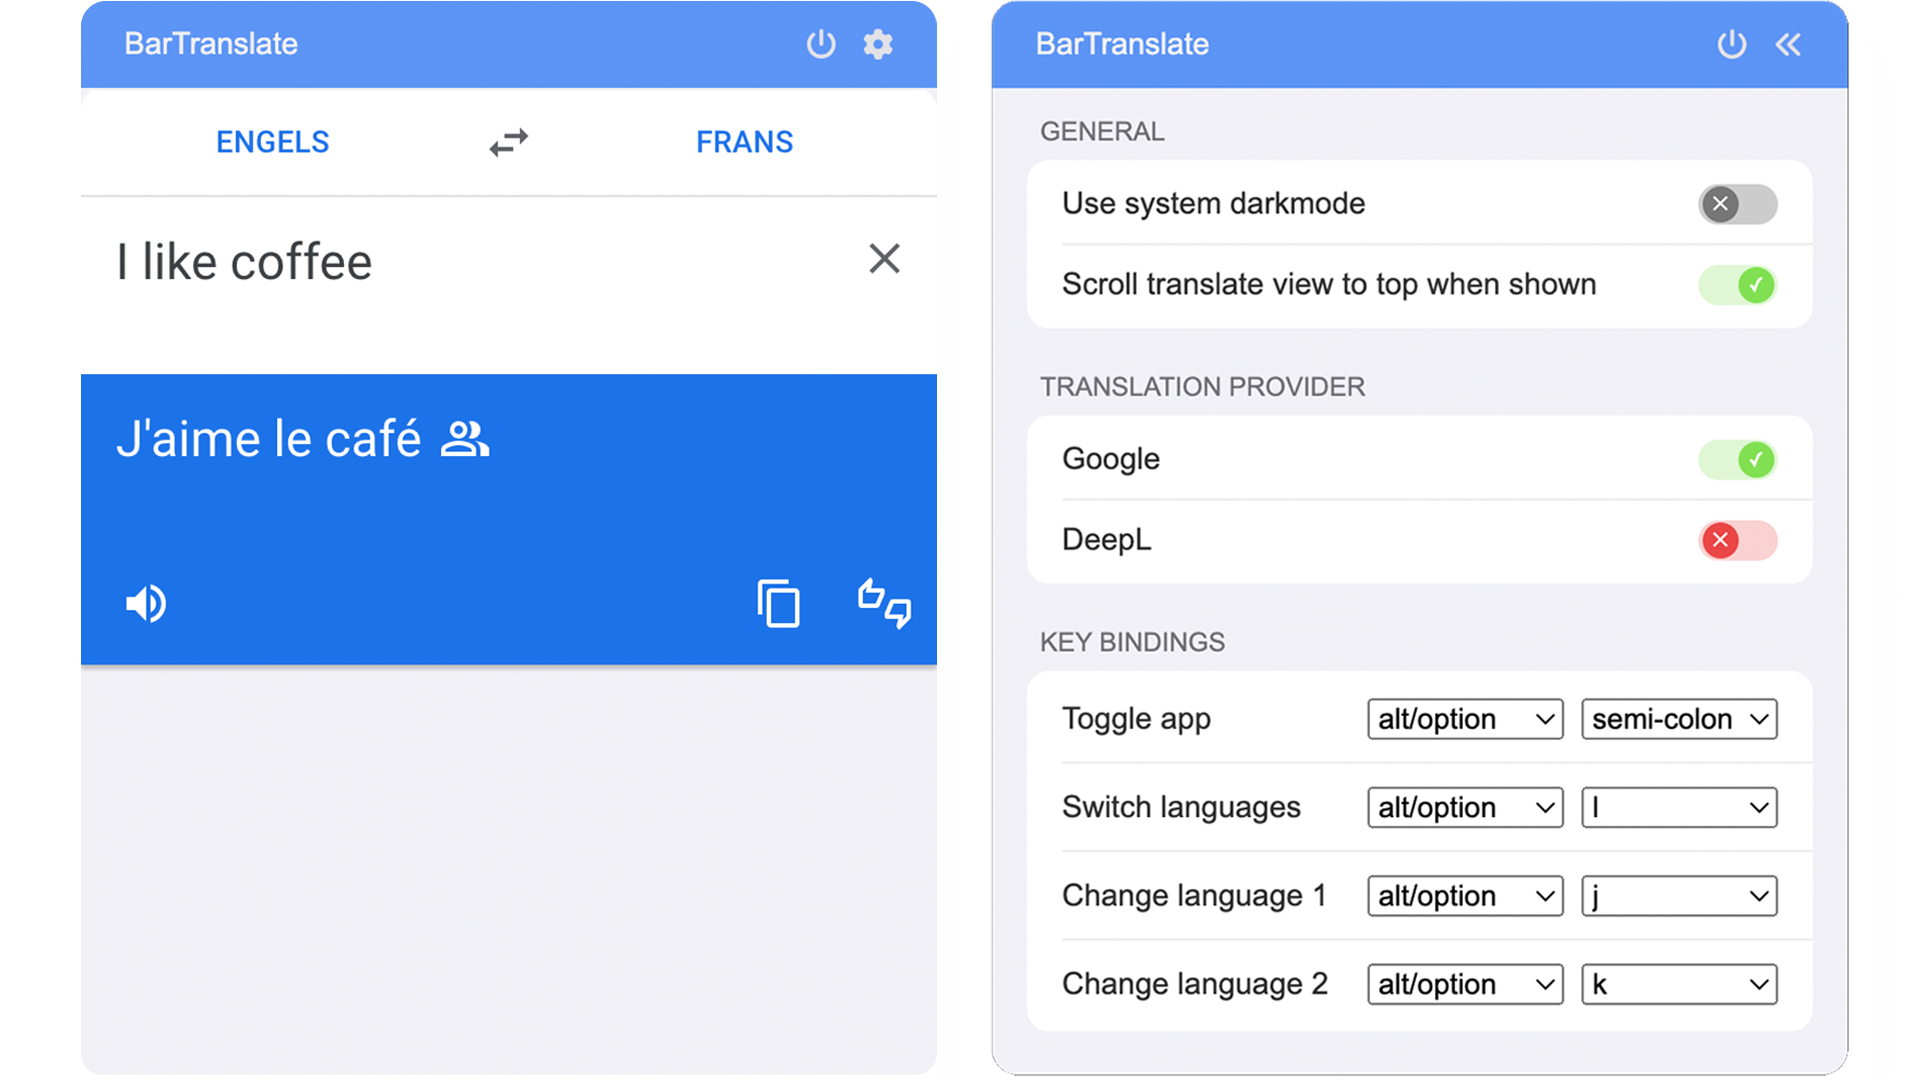 BarTranslate
ENGELS
FRANS
I like coffee
J'aime le café
BarTranslate
GENERAL
Use system darkmode
Scroll translate view to top when shown
TRANSLATION PROVIDER
Google
DeepL
KEY BINDINGS
Toggle app alt/option semi-colon
Switch languages alt/option l
Change language 1 alt/option j
Change language 2 alt/option k